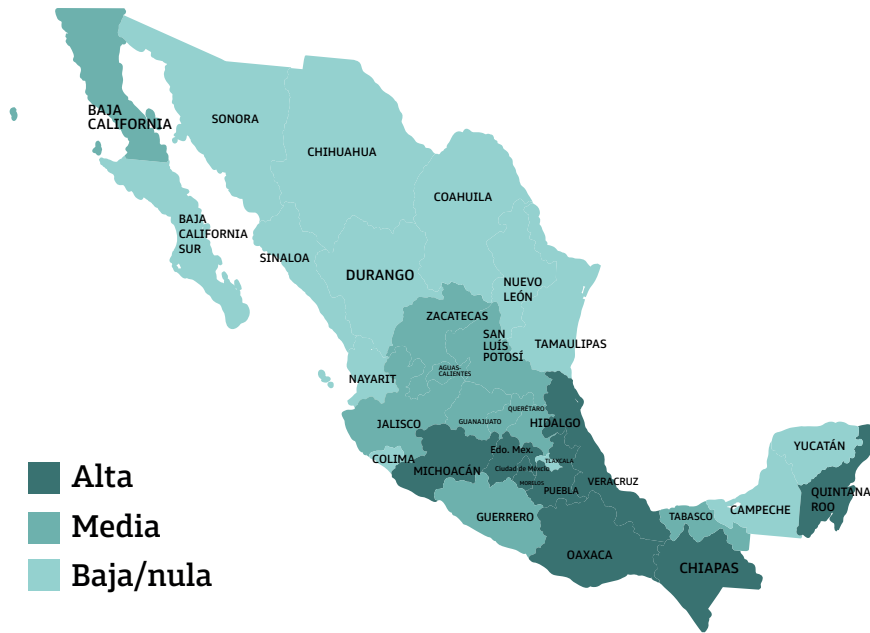 BAJA
CALIFORNIA
SONORA
CHIHUAHUA
COAHUILA
BAJA
CALIFORNIA
SUR
SINALOA
DURANGO
NUEVO
LEÓN
ZACATECAS
SAN
LUÍS
POTOSÍ
TAMAULIPAS
AGUAS-
CALIENTES
NAYARIT
QUERÉTARO
GUANAJUATO
HIDALGO
JALISCO
YUCATÁN
Edo. Mex.
COLIMA
TLAXCALA
MICHOACÁN
Ciudad de México
MORELOS
PUEBLA
VERACRUZ
QUINTANA
ROO
CAMPECHE
GUERRERO
TABASCO
OAXACA
CHIAPAS
Alta
Media
Baja/nula